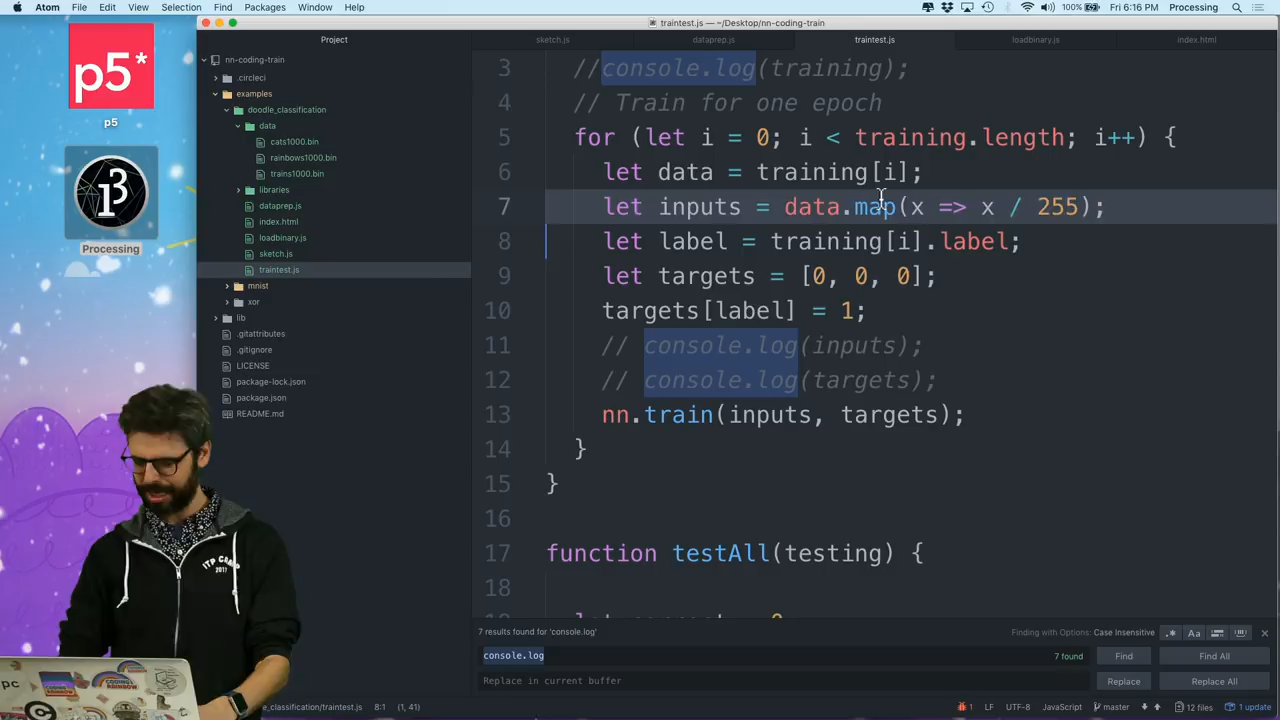 Atom File Edit View Selection Find Packages Window Help
100% Fri 6:16 PM Processing
traintest.js — ~/Desktop/nn-coding-train
p5*
p5
Processing
Project
nn-coding-train
.circleci
examples
doodle_classification
data
cats1000.bin
rainbows1000.bin
trains1000.bin
libraries
dataprep.js
index.html
loadbinary.js
sketch.js
traintest.js
mnist
xor
lib
.gitattributes
.gitignore
LICENSE
package-lock.json
package.json
README.md
sketch.js dataprep.js traintest.js loadbinary.js index.html
3 //console.log(training);
4 // Train for one epoch
5 for (let i = 0; i < training.length; i++) {
6 let data = training[i];
7 let inputs = data.map(x => x / 255);
8 let label = training[i].label;
9 let targets = [0, 0, 0];
10 targets[label] = 1;
11 // console.log(inputs);
12 // console.log(targets);
13 nn.train(inputs, targets);
14 }
15 }
16
17 function testAll(testing) {
18
7 results found for 'console.log'
Finding with Options: Case Insensitive
.* Aa
console.log
7 found
Find
Find All
Replace in current buffer
Replace
Replace All
e_classification/traintest.js 8:1 (1, 41)
1 LF UTF-8 JavaScript master 12 files 1 update
ITP CAMP
2017
pc
CODING
RAINBOW